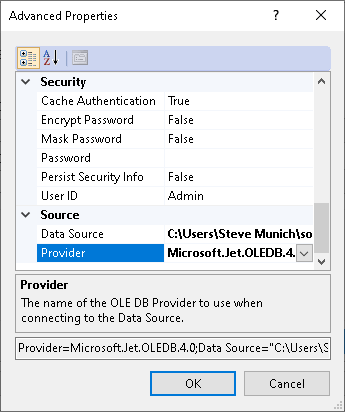 Advanced Properties
Security
Cache Authentication True
Encrypt Password False
Mask Password False
Password
Persist Security Info False
User ID Admin
Source
Data Source C:\Users\Steve Munich\so
Provider Microsoft.Jet.OLEDB.4.
Provider
The name of the OLE DB Provider to use when
connecting to the Data Source.
Provider=Microsoft.Jet.OLEDB.4.0;Data Source="C:\Users\S
OK Cancel